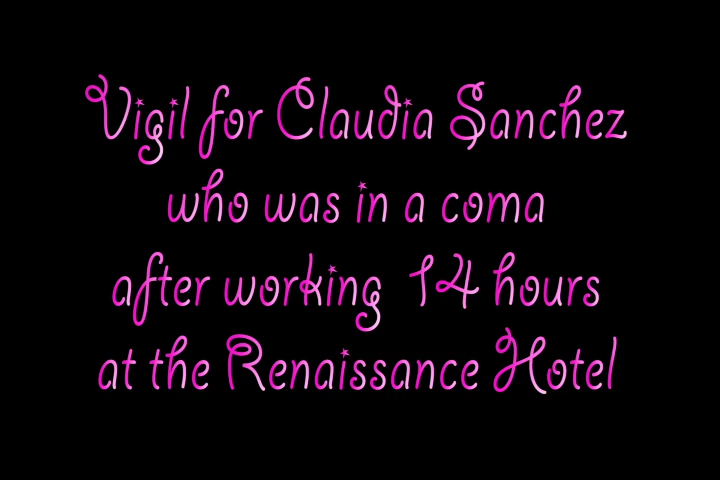 Vigil for Claudia Sanchez
who was in a coma
after working 14 hours
at the Renaissance Hotel